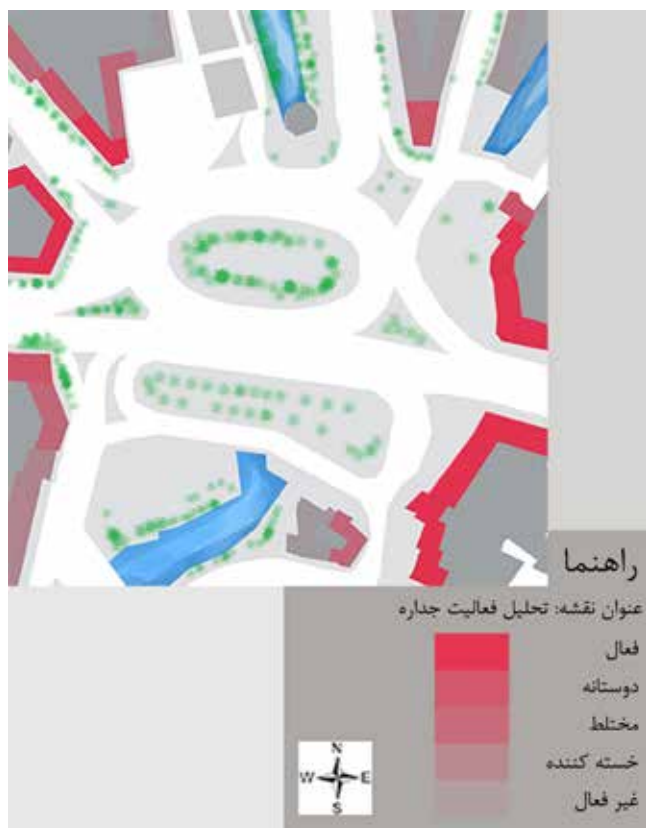 راهنما
عنوان نقشه: تحلیل فعالیت جداره
فعال
دوستانه
مختلط
خسته کننده
غیر فعال
N
W E
S